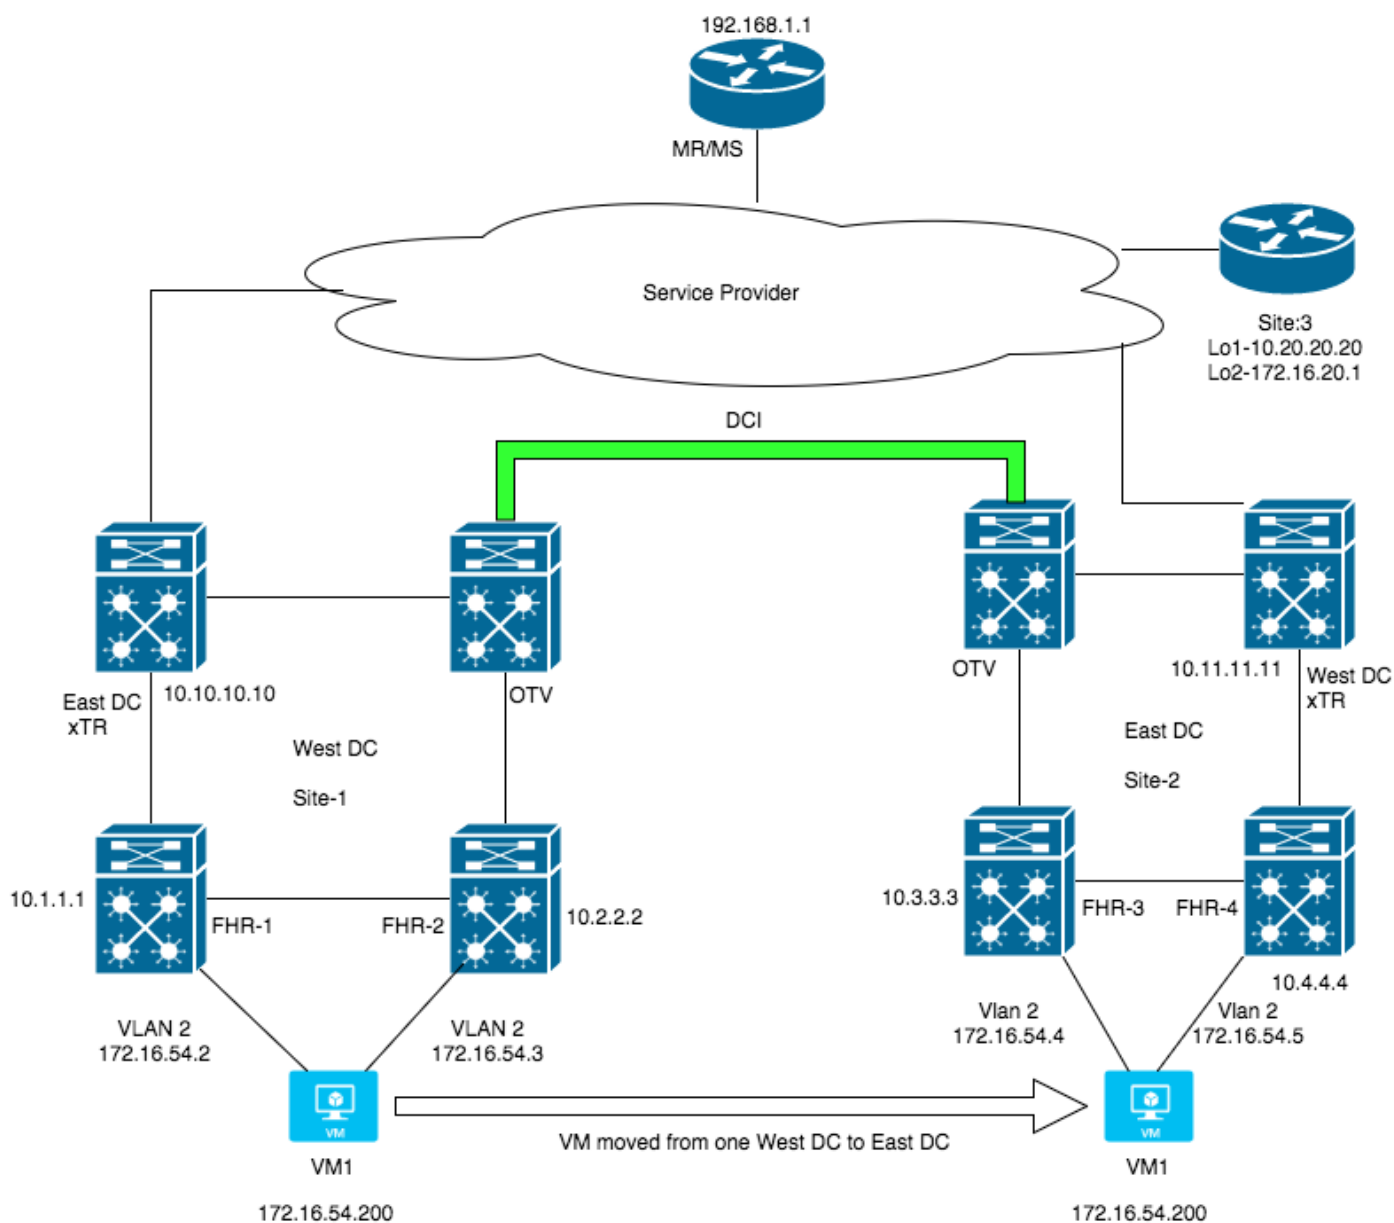 192.168.1.1
MR/MS
Service Provider
Site:3
Lo1-10.20.20.20
Lo2-172.16.20.1
DCI
East DC
xTR
10.10.10.10
OTV
West DC
Site-1
OTV
10.11.11.11
West DC
xTR
East DC
Site-2
10.1.1.1
FHR-1
FHR-2
10.2.2.2
10.3.3.3
FHR-3
FHR-4
10.4.4.4
VLAN 2
172.16.54.2
VLAN 2
172.16.54.3
Vlan 2
172.16.54.4
Vlan 2
172.16.54.5
VM
VM
VM moved from one West DC to East DC
VM1
172.16.54.200
VM1
172.16.54.200